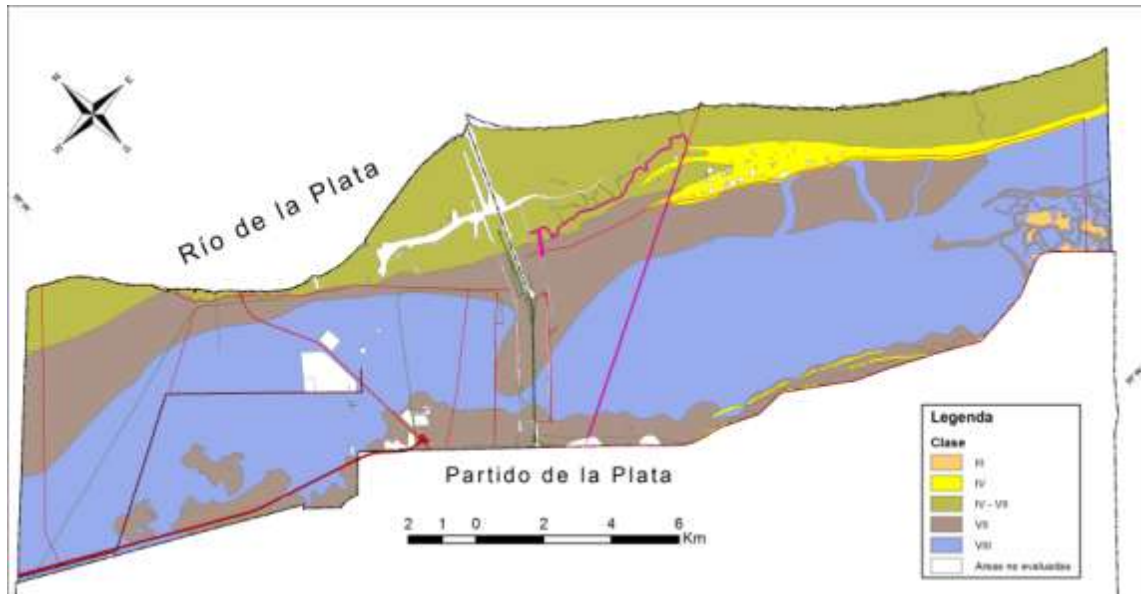 N
E
S
Río de la Plata
Partido de la Plata
2 1 0 2 4 6
Km
Legenda
Clase
III
IV
IV - VII
VII
VIII
Areas no evaluadas